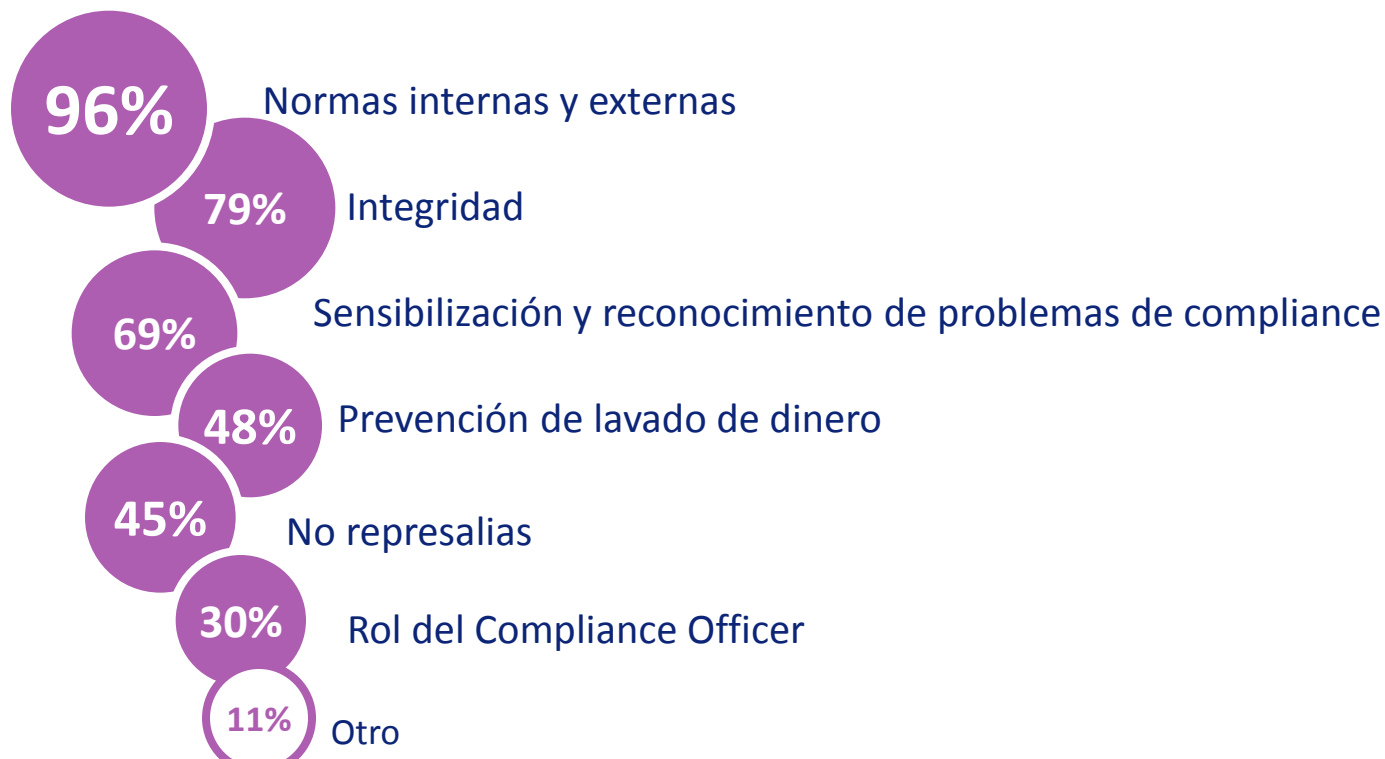 96%
Normas internas y externas
79%
Integridad
69%
Sensibilización y reconocimiento de problemas de compliance
48%
Prevención de lavado de dinero
45%
No represalias
30%
Rol del Compliance Officer
11%
Otro